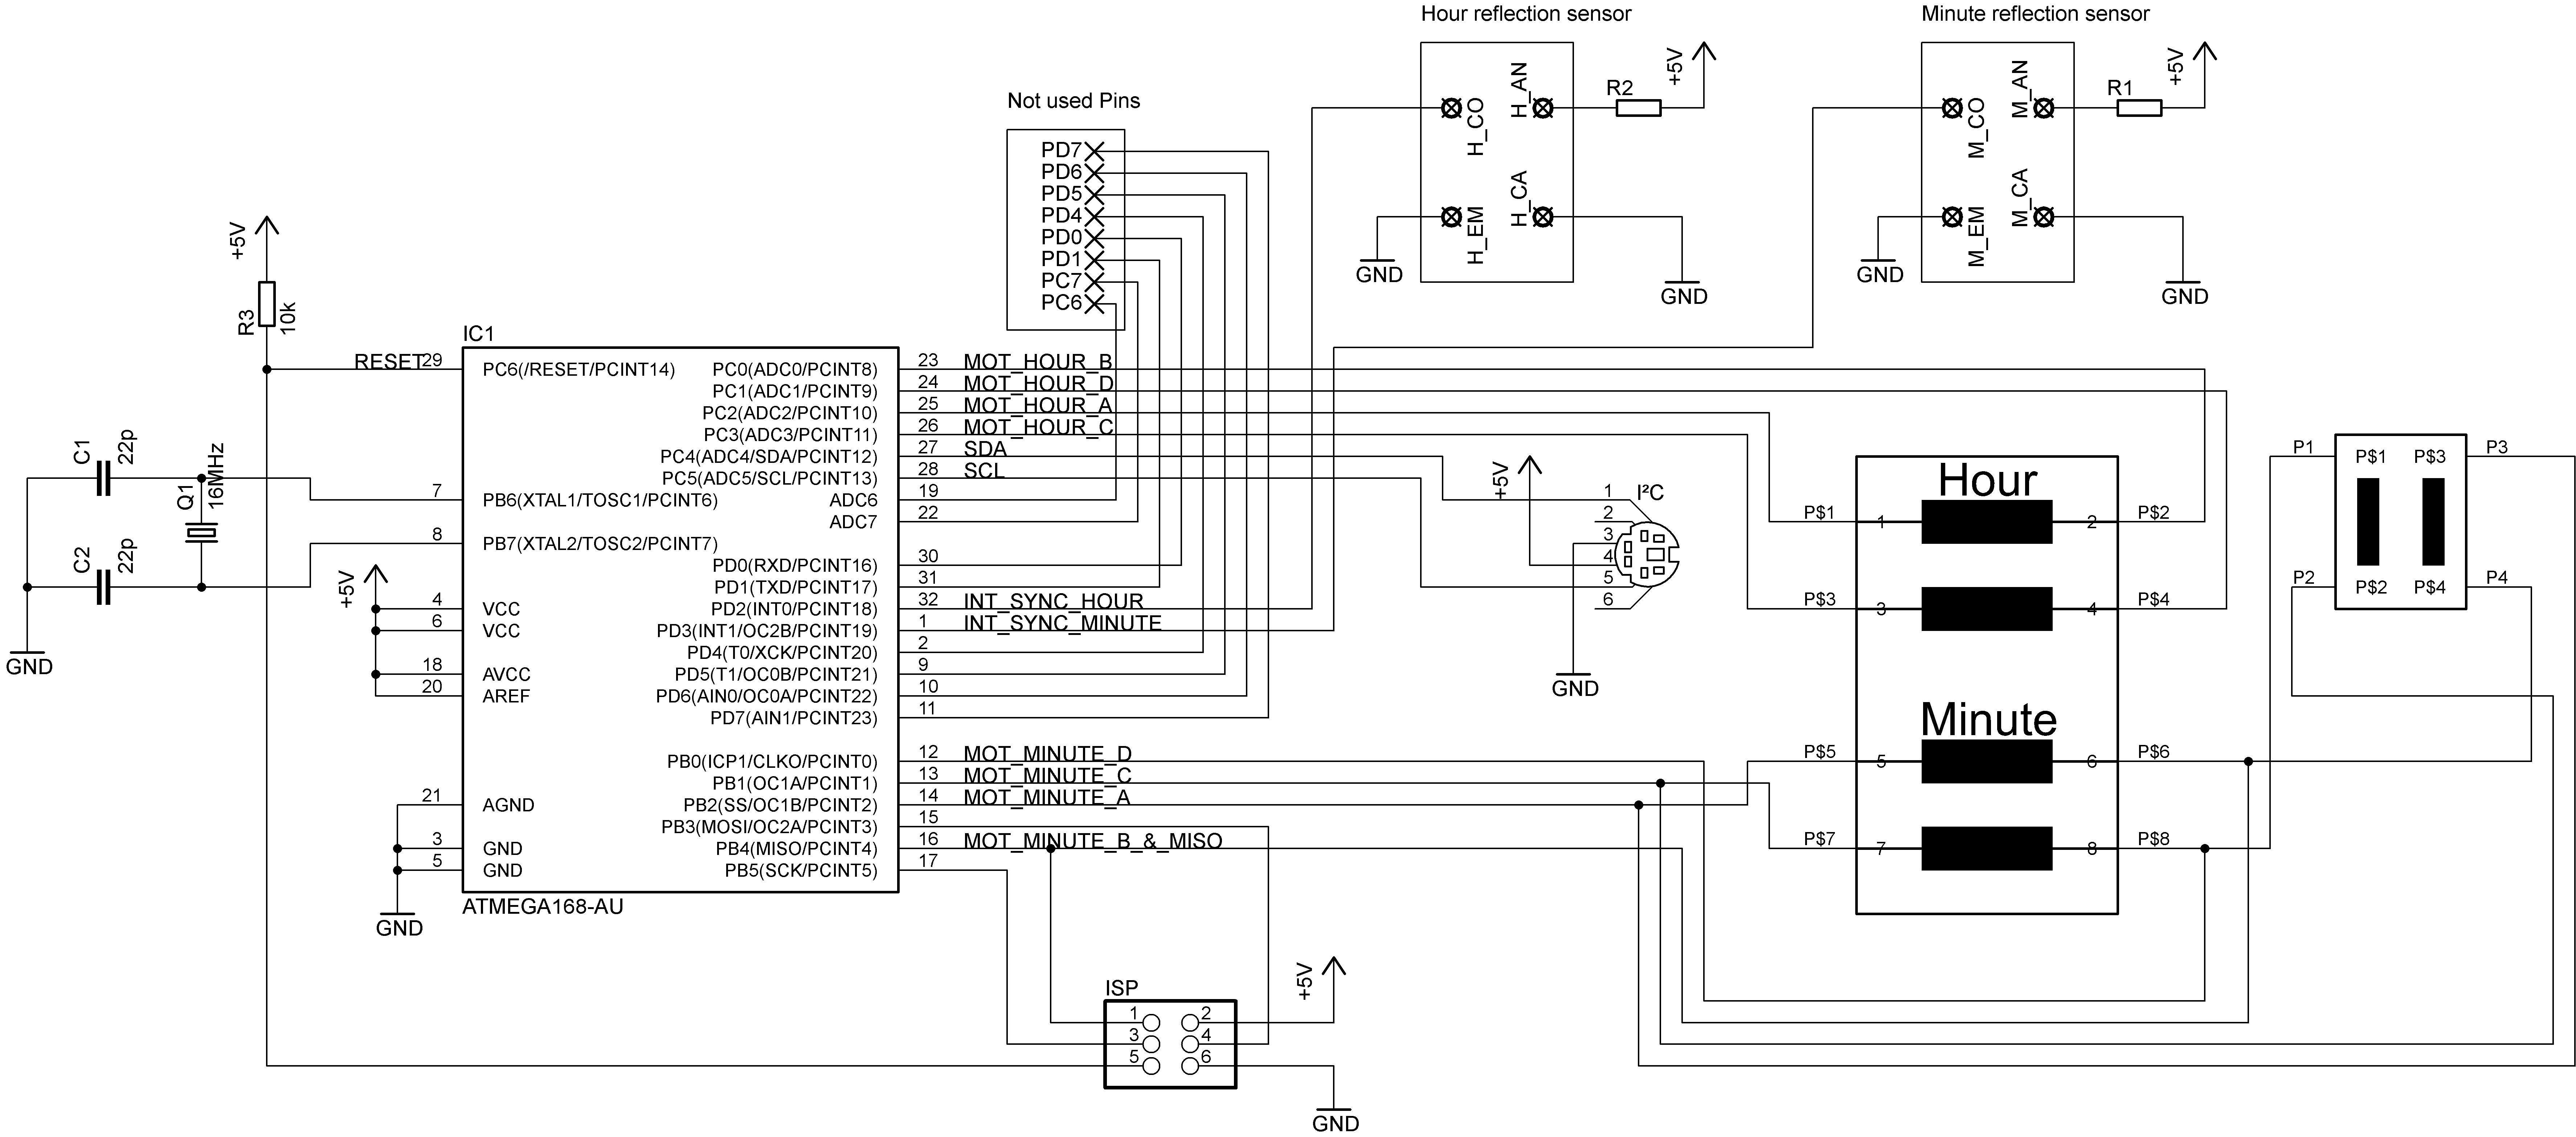 Hour reflection sensor
Minute reflection sensor
H_CO
H_AN
H_EM
H_CA
R2
+5V
GND
GND
M_CO
M_AN
M_EM
M_CA
R1
+5V
GND
GND
Not used Pins
PD7
PD6
PD5
PD4
PD0
PD1
PC7
PC6
+5V
R3
10k
IC1
RESET
29
PC6(/RESET/PCINT14)
7
PB6(XTAL1/TOSC1/PCINT6)
8
PB7(XTAL2/TOSC2/PCINT7)
4
VCC
6
VCC
18
AVCC
20
AREF
21
AGND
3
GND
5
GND
ATMEGA168-AU
C1
22p
C2
22p
Q1
16MHz
GND
+5V
GND
PC0(ADC0/PCINT8) 23 MOT_HOUR_B
PC1(ADC1/PCINT9) 24 MOT_HOUR_D
PC2(ADC2/PCINT10) 25 MOT_HOUR_A
PC3(ADC3/PCINT11) 26 MOT_HOUR_C
PC4(ADC4/SDA/PCINT12) 27 SDA
PC5(ADC5/SCL/PCINT13) 28 SCL
ADC6 19
ADC7 22
PD0(RXD/PCINT16) 30
PD1(TXD/PCINT17) 31
PD2(INT0/PCINT18) 32 INT_SYNC_HOUR
PD3(INT1/OC2B/PCINT19) 1 INT_SYNC_MINUTE
PD4(T0/XCK/PCINT20) 2
PD5(T1/OC0B/PCINT21) 9
PD6(AIN0/OC0A/PCINT22) 10
PD7(AIN1/PCINT23) 11
PB0(ICP1/CLKO/PCINT0) 12 MOT_MINUTE_D
PB1(OC1A/PCINT1) 13 MOT_MINUTE_C
PB2(SS/OC1B/PCINT2) 14 MOT_MINUTE_A
PB3(MOSI/OC2A/PCINT3) 15
PB4(MISO/PCINT4) 16 MOT_MINUTE_B_&_MISO
PB5(SCK/PCINT5) 17
+5V
I²C
1
2
3
4
5
6
GND
Hour
P$1 1 2 P$2
P$3 3 4 P$4
Minute
P$5 5 6 P$6
P$7 7 8 P$8
P1 P$1 P$3 P3
P2 P$2 P$4 P4
ISP
1 2
3 4
5 6
+5V
GND